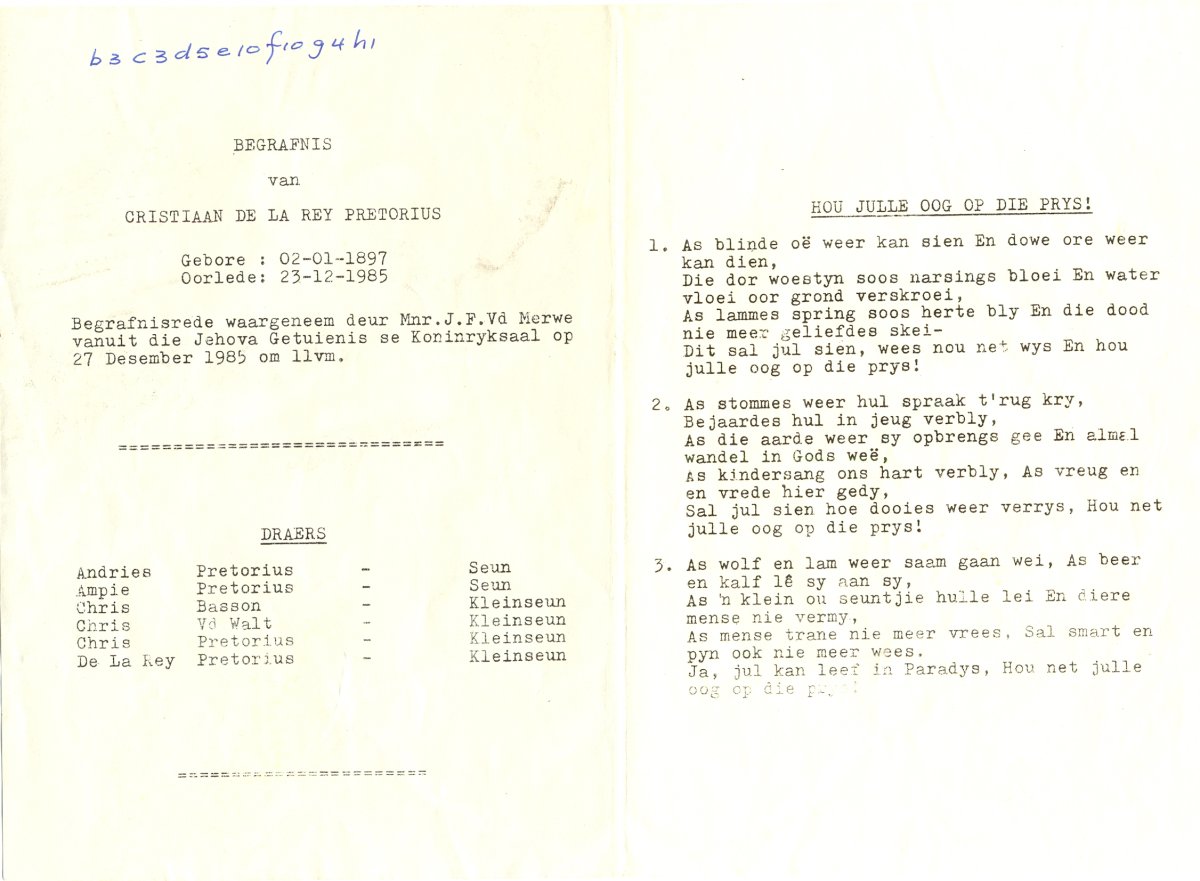 b3c3d5e10f10g4h1
BEGRAFNIS
van
CRISTIAAN DE LA REY PRETORIUS
Gebore : 02-01-1897
Oorlede: 23-12-1985
Begrafnisrede waargeneem deur Mnr.J.F.Vd Merwe
vanuit die Jehova Getuienis se Koninryksaal op
27 Desember 1985 om 11vm.
==============================
DRAERS
Andries Pretorius - Seun
Ampie Pretorius - Seun
Chris Basson - Kleinseun
Chris Vd Walt - Kleinseun
Chris Pretorius - Kleinseun
De La Rey Pretorius - Kleinseun
=======================
HOU JULLE OOG OP DIE PRYS!
1. As blinde oë weer kan sien En dowe ore weer
kan dien,
Die dor woestyn soos narsings bloei En water
vloei oor grond verskroei,
As lammes spring soos herte bly En die dood
nie meer geliefdes skei-
Dit sal jul sien, wees nou net wys En hou
julle oog op die prys!
2. As stommes weer hul spraak t'rug kry,
Bejaardes hul in jeug verbly,
As die aarde weer sy opbrengs gee En almal
wandel in Gods weë,
As kindersang ons hart verbly, As vreug en
en vrede hier gedy,
Sal jul sien hoe dooies weer verrys, Hou net
julle oog op die prys!
3. As wolf en lam weer saam gaan wei, As beer
en kalf lê sy aan sy,
As 'n klein ou seuntjie hulle lei En diere
mense nie vermy,
As mense trane nie meer vrees, Sal smart en
pyn ook nie meer wees.
Ja, jul kan leef in Paradys, Hou net julle
oog op die prys!